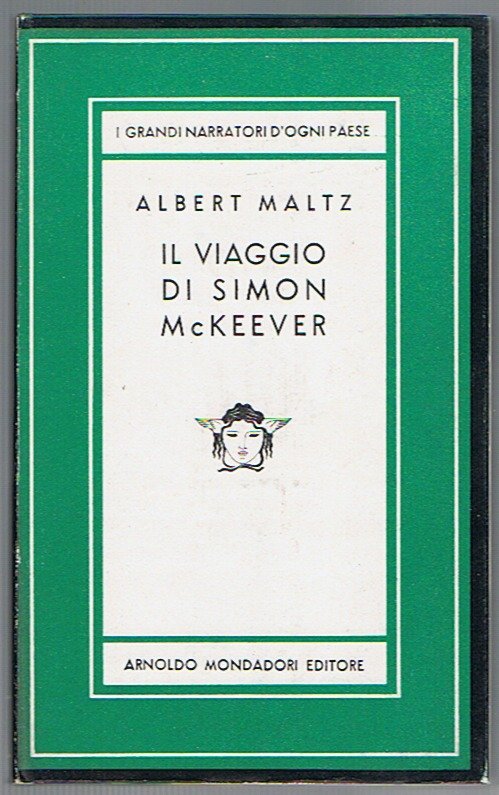 I GRANDI NARRATORI D'OGNI PAESE
ALBERT MALTZ
IL VIAGGIO
DI SIMON
McKEEVER
ARNOLDO MONDADORI EDITORE